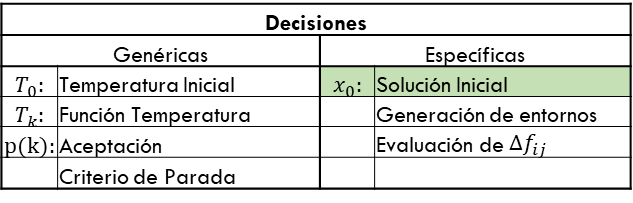 Decisiones
Genéricas Específicas
T₀: Temperatura Inicial x₀: Solución Inicial
Tₖ: Función Temperatura Generación de entornos
p(k): Aceptación Evaluación de Δfᵢⱼ
Criterio de Parada